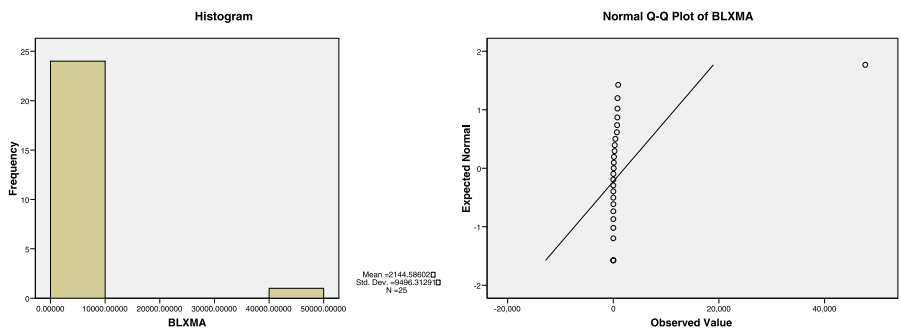 Histogram
25
20
15
10
5
0
Frequency
0.00000 10000.00000 20000.00000 30000.00000 40000.00000 50000.00000
BLXMA
Mean =2144.58602
Std. Dev. =9496.31291
N =25
Normal Q-Q Plot of BLXMA
2
1
0
-1
-2
Expected Normal
-20,000 0 20,000 40,000
Observed Value